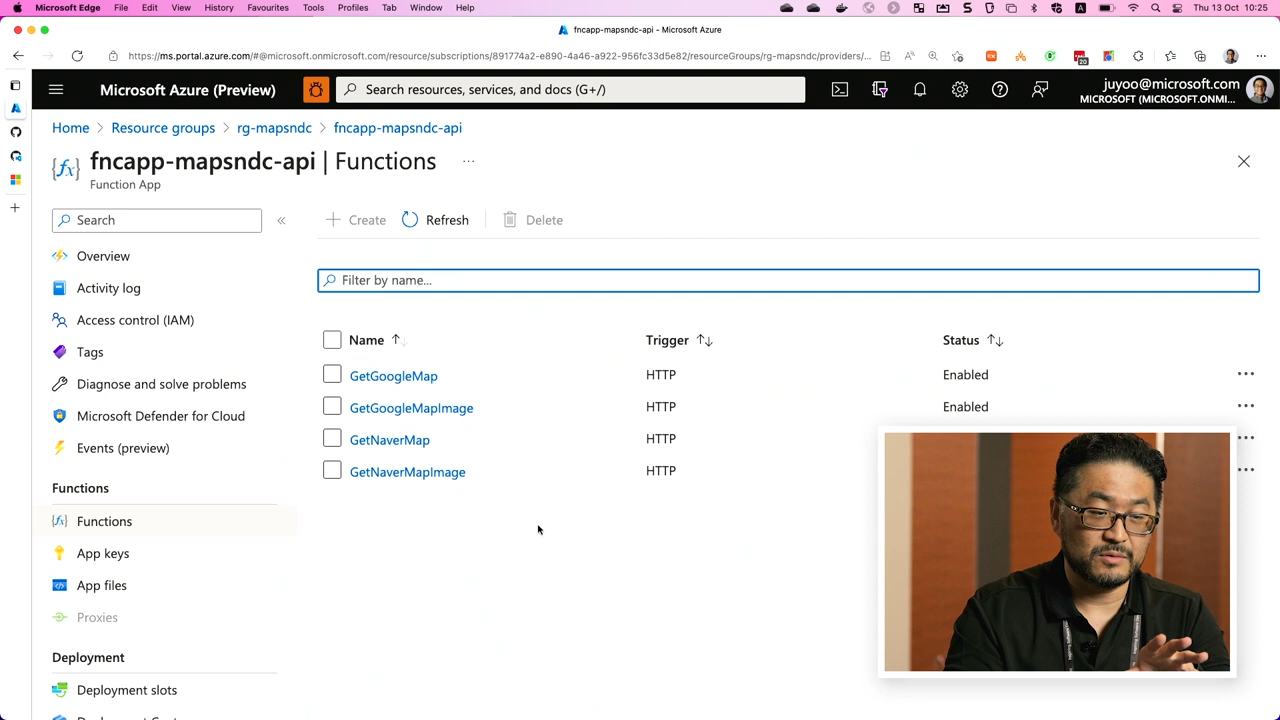 Microsoft Edge File Edit View History Favourites Tools Profiles Tab Window Help Thu 13 Oct 10:25
fncapp-mapsndc-api - Microsoft Azure
https://ms.portal.azure.com/#@microsoft.onmicrosoft.com/resource/subscriptions/891774a2-e890-4a46-a922-956fc33d5e82/resourceGroups/rg-mapsndc/providers/...
20
Microsoft Azure (Preview)
Search resources, services, and docs (G+/)
juyoo@microsoft.com
MICROSOFT (MICROSOFT.ONMI...
Home > Resource groups > rg-mapsndc > fncapp-mapsndc-api
fncapp-mapsndc-api | Functions ...
Function App
Search
«
+ Create
Refresh
Delete
Overview
Activity log
Access control (IAM)
Tags
Diagnose and solve problems
Microsoft Defender for Cloud
Events (preview)
Functions
Functions
App keys
App files
Proxies
Deployment
Deployment slots
Filter by name...
Name Trigger Status
GetGoogleMap HTTP Enabled ...
GetGoogleMapImage HTTP Enabled ...
GetNaverMap HTTP
GetNaverMapImage HTTP